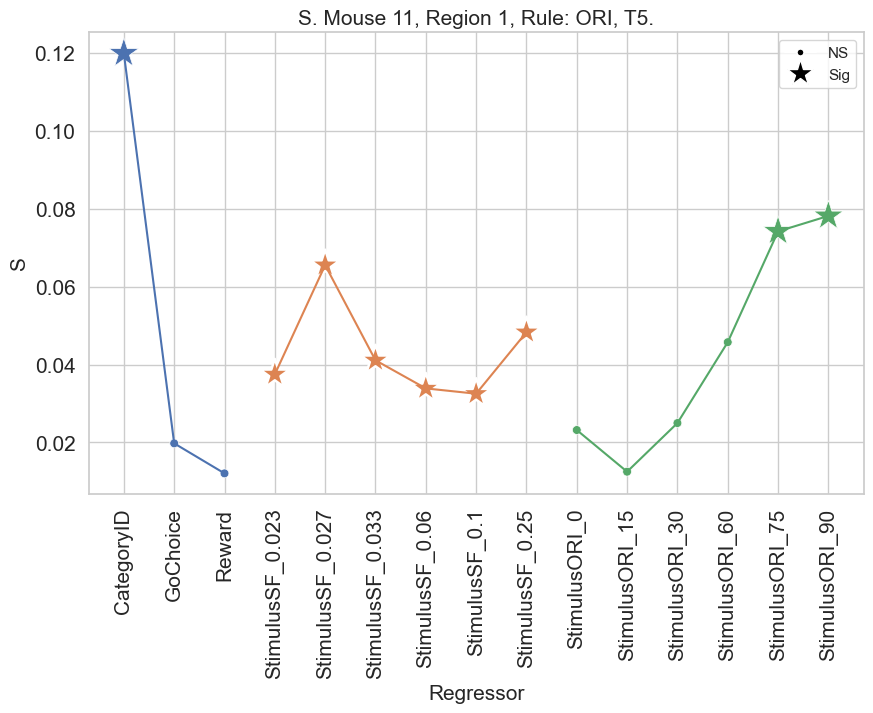 S. Mouse 11, Region 1, Rule: ORI, T5.
NS
Sig
0.12
0.10
0.08
0.06
0.04
0.02
S
CategoryID
GoChoice
Reward
StimulusSF_0.023
StimulusSF_0.027
StimulusSF_0.033
StimulusSF_0.06
StimulusSF_0.1
StimulusSF_0.25
StimulusORI_0
StimulusORI_15
StimulusORI_30
StimulusORI_60
StimulusORI_75
StimulusORI_90
Regressor